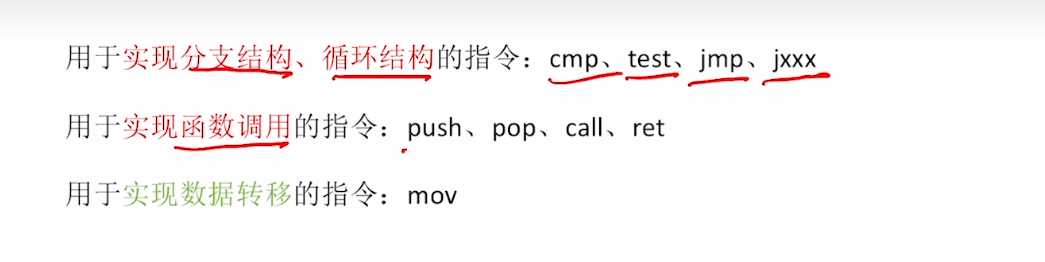 用于实现分支结构、循环结构的指令：cmp、test、jmp、jxxx
用于实现函数调用的指令：push、pop、call、ret
用于实现数据转移的指令：mov